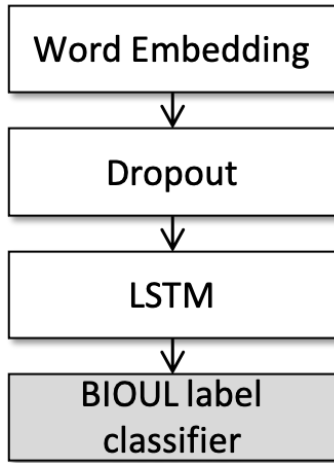 Word Embedding
Dropout
LSTM
BIOUL label
classifier